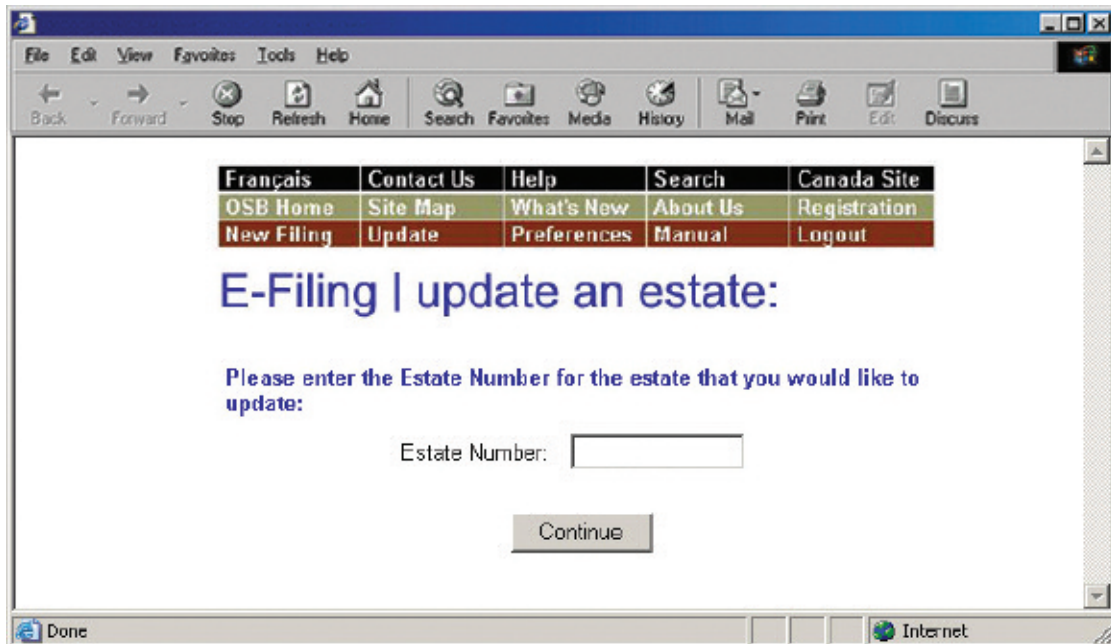 File Edit View Favorites Tools Help
Back Forward Stop Refresh Home Search Favorites Media History Mail Print Edit Discuss
Français Contact Us Help Search Canada Site
OSB Home Site Map What's New About Us Registration
New Filing Update Preferences Manual Logout
E-Filing | update an estate:
Please enter the Estate Number for the estate that you would like to
update:
Estate Number:
Continue
Done Internet